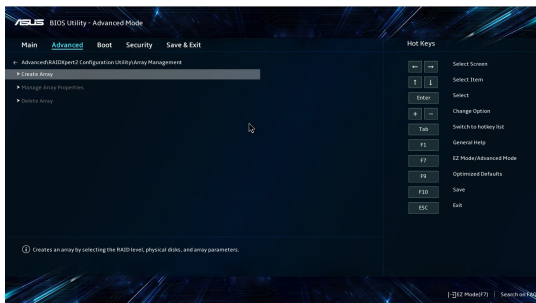 ASUS BIOS Utility - Advanced Mode
Main Advanced Boot Security Save & Exit Hot Keys
← Advanced\RAIDXpert2 Configuration Utility\Array Management
▶ Create Array
▶ Manage Array Properties
▶ Delete Array
← → Select Screen
↑ ↓ Select Item
Enter Select
+ − Change Option
Tab Switch to hotkey list
F1 General Help
F7 EZ Mode/Advanced Mode
F9 Optimized Defaults
F10 Save
ESC Exit
i Creates an array by selecting the RAID level, physical disks, and array parameters.
EZ Mode(F7) | Search on FAQ